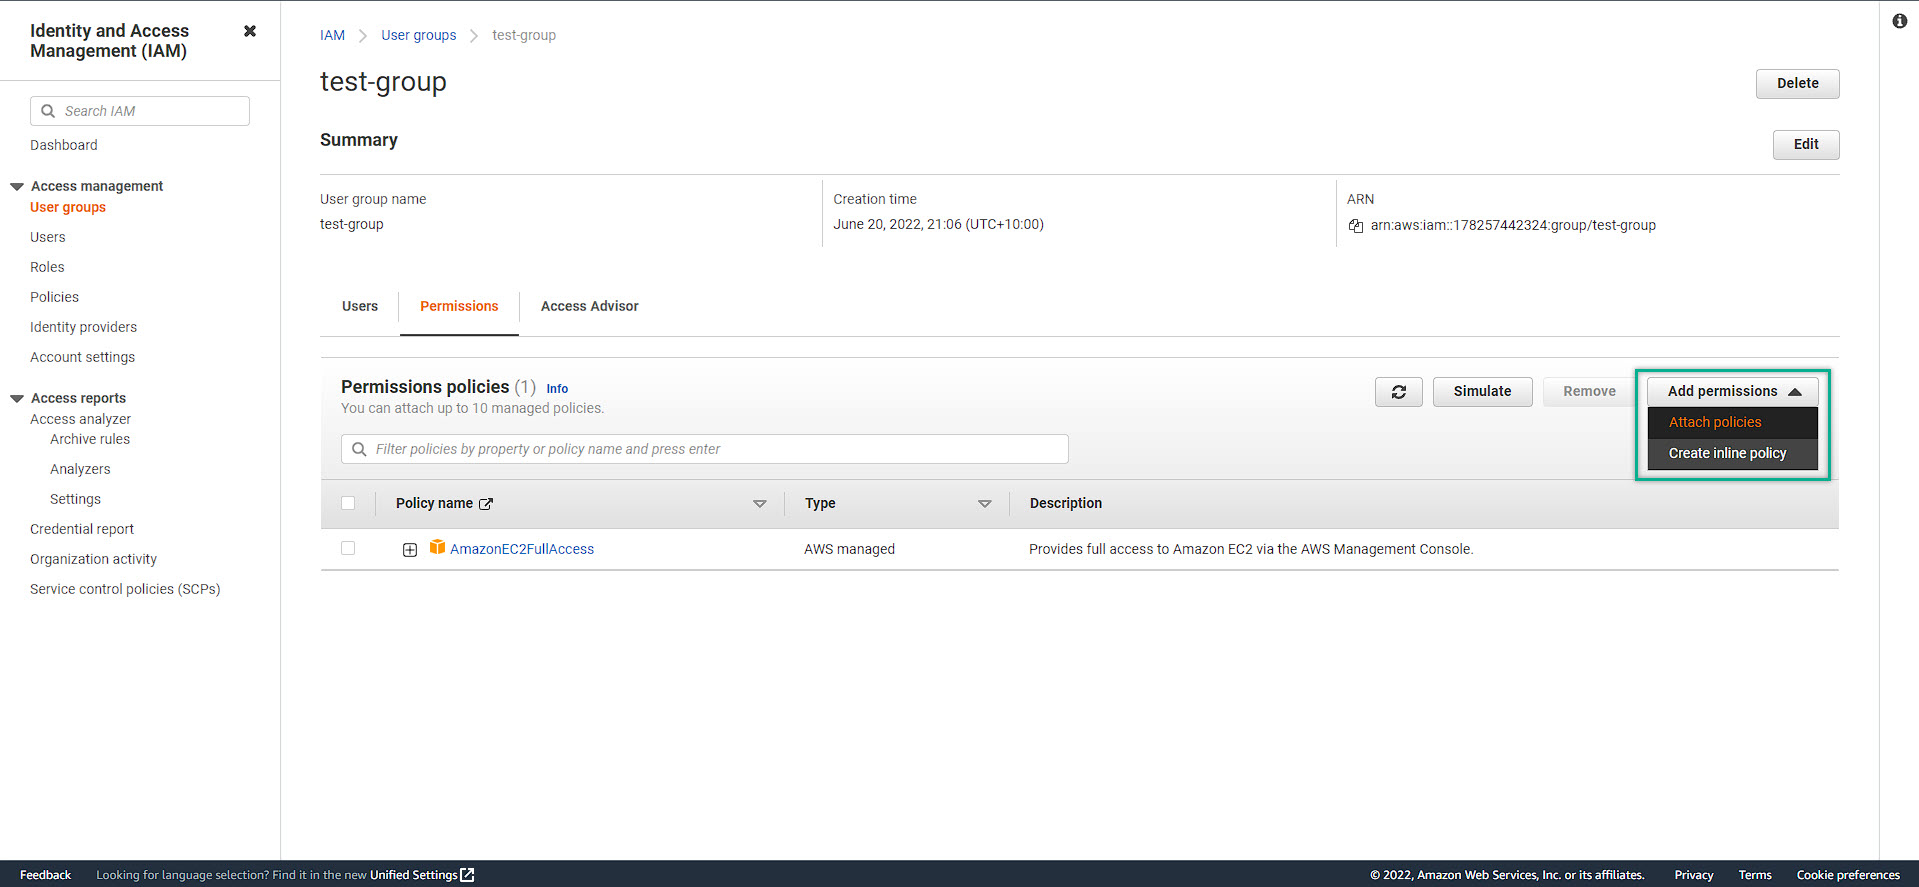 Identity and Access
Management (IAM)
Search IAM
Dashboard
Access management
User groups
Users
Roles
Policies
Identity providers
Account settings
Access reports
Access analyzer
Archive rules
Analyzers
Settings
Credential report
Organization activity
Service control policies (SCPs)
IAM User groups test-group
test-group
Delete
Summary
Edit
User group name
test-group
Creation time
June 20, 2022, 21:06 (UTC+10:00)
ARN
arn:aws:iam::178257442324:group/test-group
Users Permissions Access Advisor
Permissions policies (1) Info
You can attach up to 10 managed policies.
Simulate Remove Add permissions
Attach policies
Create inline policy
Filter policies by property or policy name and press enter
Policy name Type Description
AmazonEC2FullAccess AWS managed Provides full access to Amazon EC2 via the AWS Management Console.
Feedback Looking for language selection? Find it in the new Unified Settings © 2022, Amazon Web Services, Inc. or its affiliates. Privacy Terms Cookie preferences